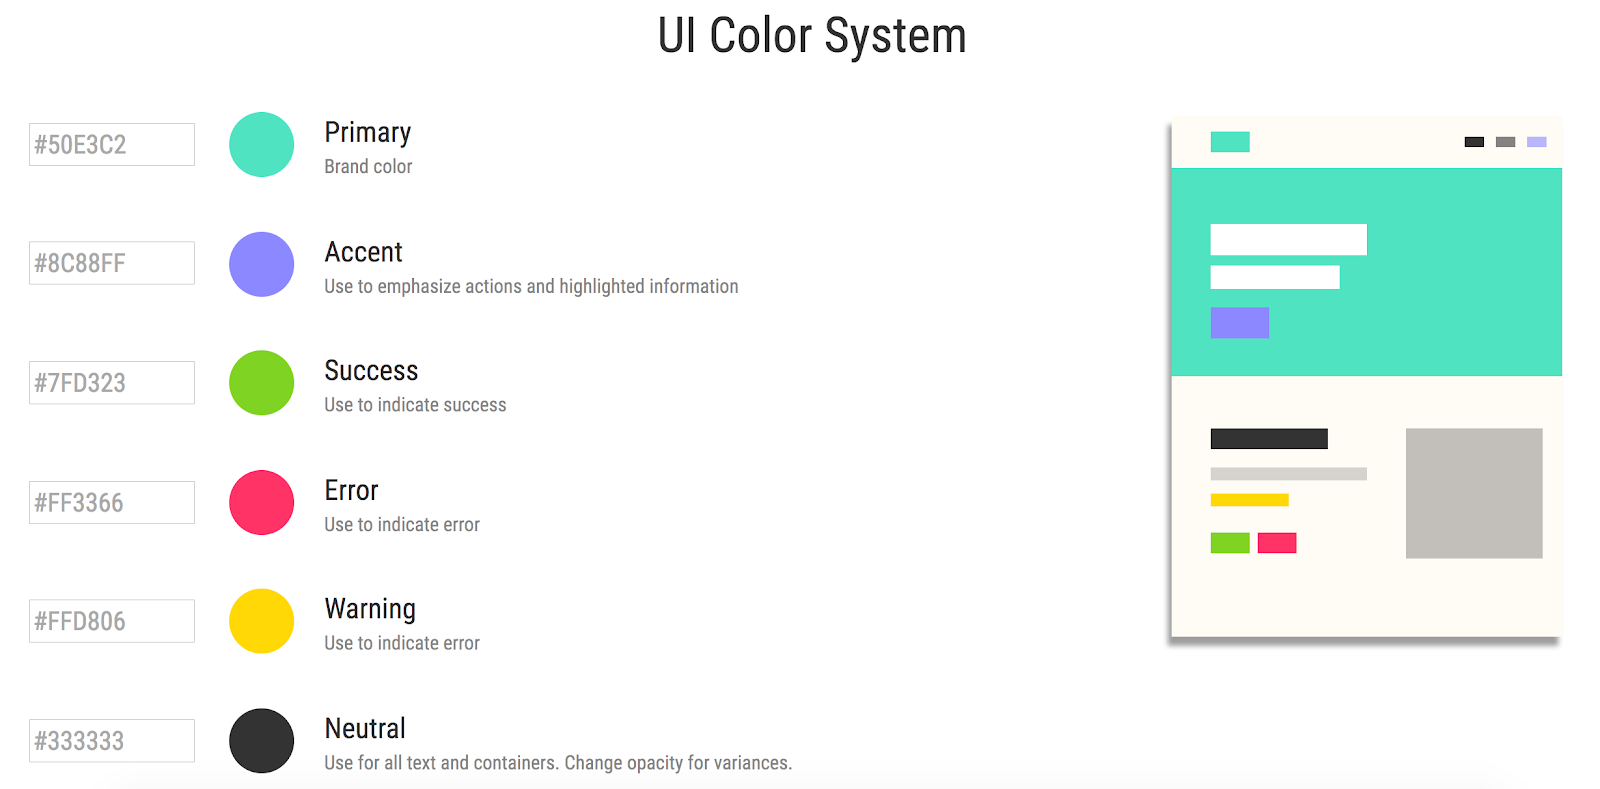 UI Color System
#50E3C2
Primary
Brand color
#8C88FF
Accent
Use to emphasize actions and highlighted information
#7FD323
Success
Use to indicate success
#FF3366
Error
Use to indicate error
#FFD806
Warning
Use to indicate error
#333333
Neutral
Use for all text and containers. Change opacity for variances.